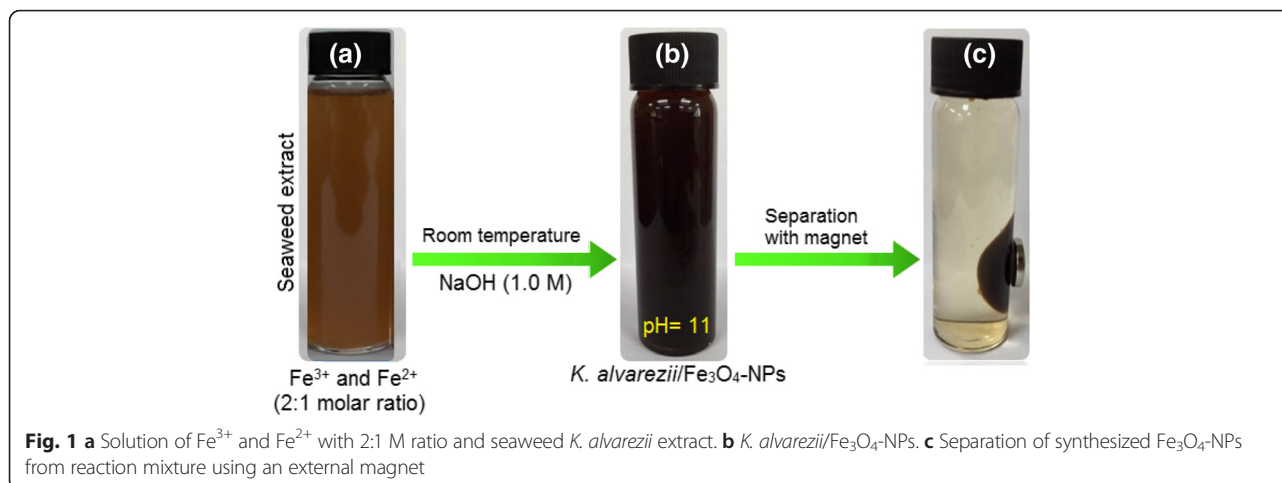 (a)
(b)
(c)
Seaweed extract
Room temperature
NaOH (1.0 M)
Separation
with magnet
pH= 11
Fe³⁺ and Fe²⁺
(2:1 molar ratio)
K. alvarezii/Fe₃O₄-NPs
Fig. 1 a Solution of Fe³⁺ and Fe²⁺ with 2:1 M ratio and seaweed K. alvarezii extract. b K. alvarezii/Fe₃O₄-NPs. c Separation of synthesized Fe₃O₄-NPs
from reaction mixture using an external magnet